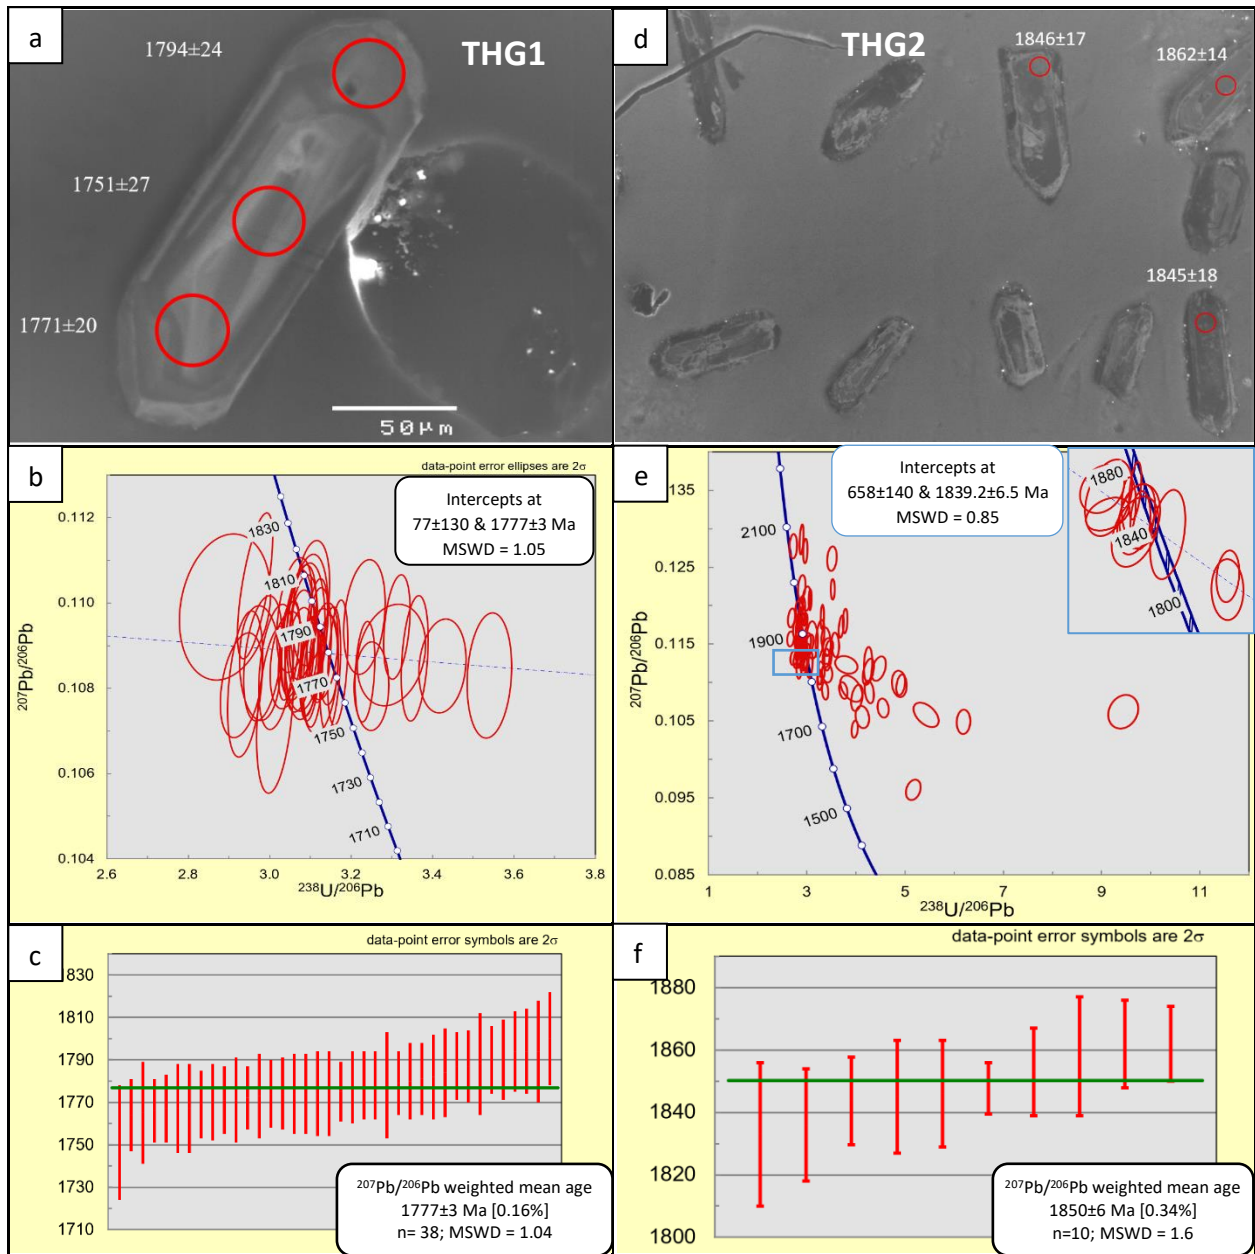 a
THG1
1794±24
1751±27
1771±20
50μm
d
THG2
1846±17
1862±14
1845±18
b
data-point error ellipses are 2σ
Intercepts at
77±130 & 1777±3 Ma
MSWD = 1.05
0.112
0.110
0.108
0.106
0.104
1830
1810
1790
1770
1750
1730
1710
2.6
3.0
3.4
3.8
²⁰⁷Pb/²⁰⁶Pb
²³⁸U/²⁰⁶Pb
e
Intercepts at
658±140 & 1839.2±6.5 Ma
MSWD = 0.85
0.135
0.125
0.115
0.105
0.095
0.085
2100
1900
1700
1500
1880
1840
1800
1
3
5
7
9
11
²⁰⁷Pb/²⁰⁶Pb
²³⁸U/²⁰⁶Pb
c
data-point error symbols are 2σ
1830
1810
1790
1770
1750
1730
1710
²⁰⁷Pb/²⁰⁶Pb weighted mean age
1777±3 Ma [0.16%]
n= 38; MSWD = 1.04
f
data-point error symbols are 2σ
1880
1860
1840
1820
1800
²⁰⁷Pb/²⁰⁶Pb weighted mean age
1850±6 Ma [0.34%]
n=10; MSWD = 1.6